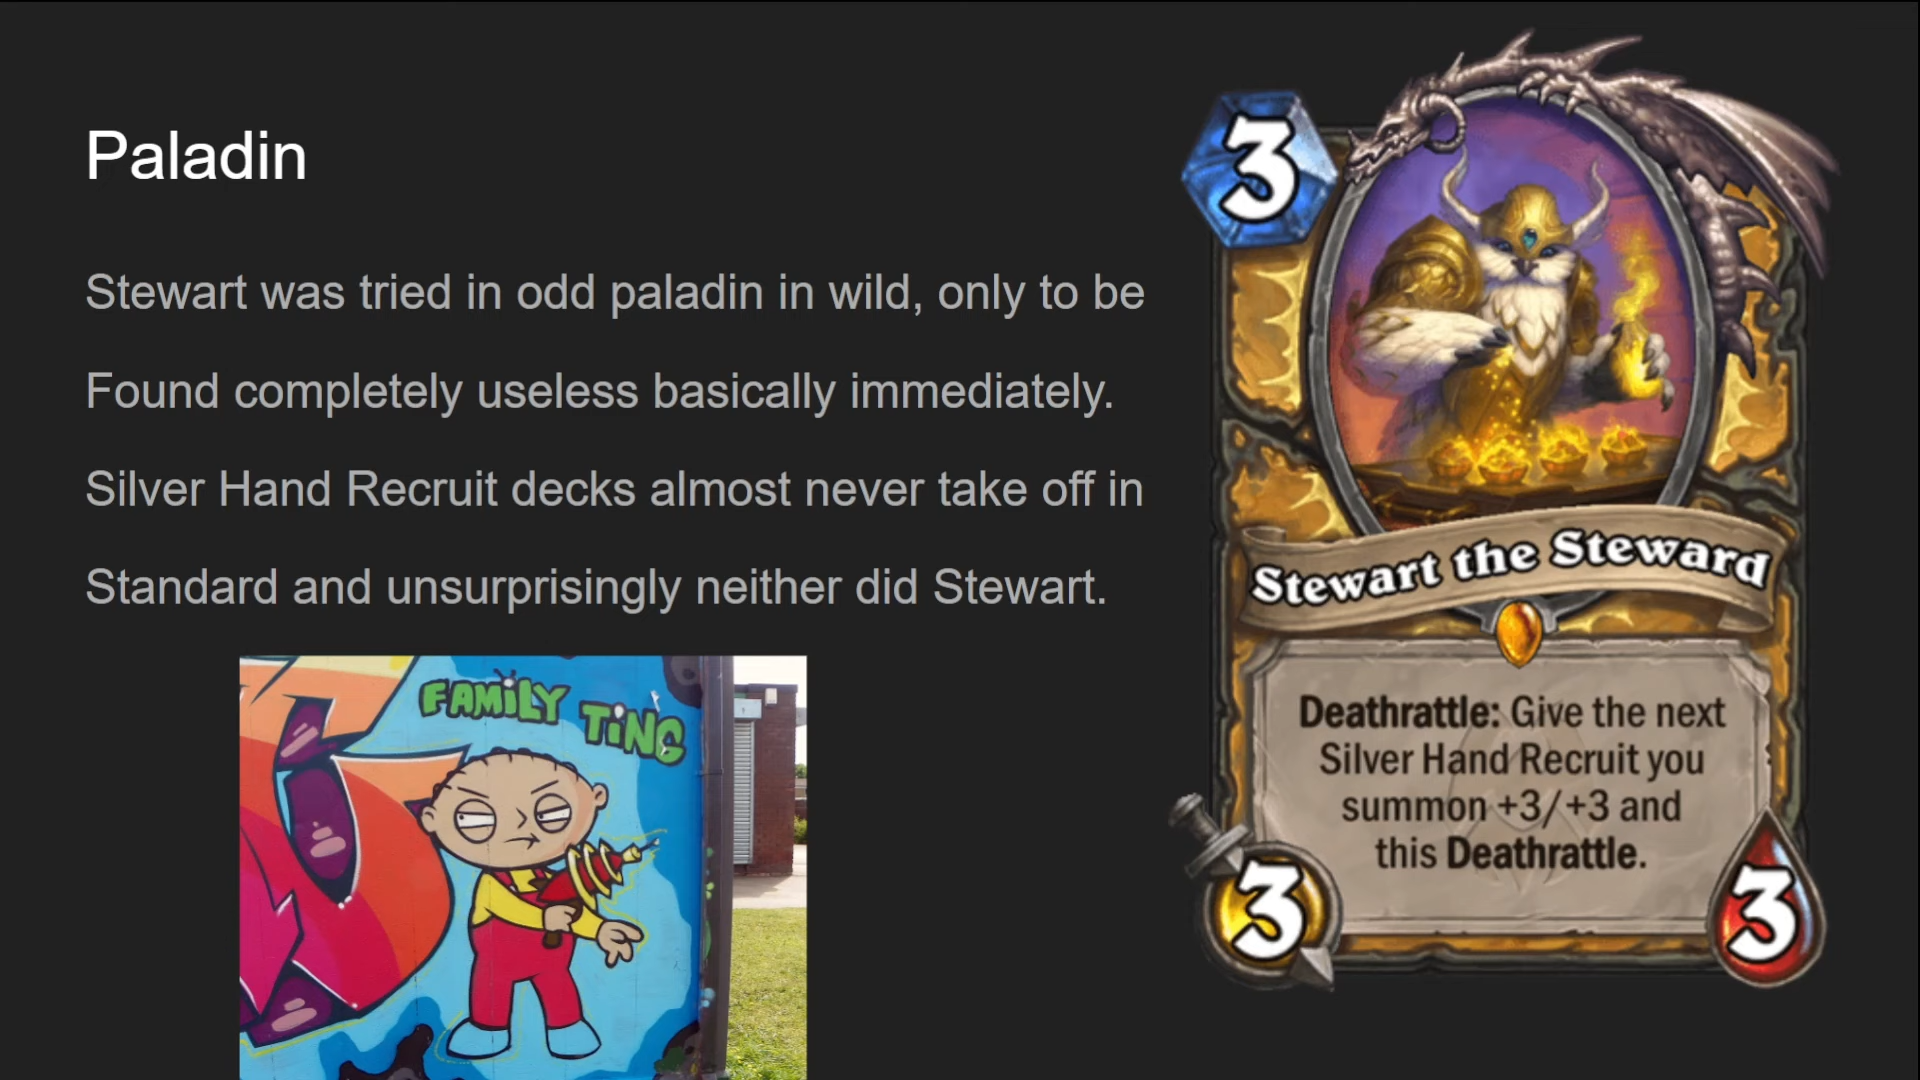 Paladin
Stewart was tried in odd paladin in wild, only to be
Found completely useless basically immediately.
Silver Hand Recruit decks almost never take off in
Standard and unsurprisingly neither did Stewart.
FAMiLY TiNG
3
Stewart the Steward
Deathrattle: Give the next
Silver Hand Recruit you
summon +3/+3 and
this Deathrattle.
3
3